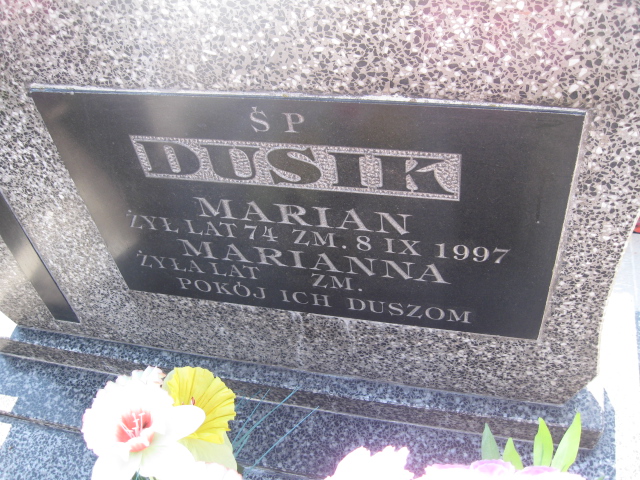 ŚP
DUSIK
MARIAN
ŻYŁ LAT 74 ZM. 8 IX 1997
MARIANNA
ŻYŁA LAT ZM.
POKÓJ ICH DUSZOM